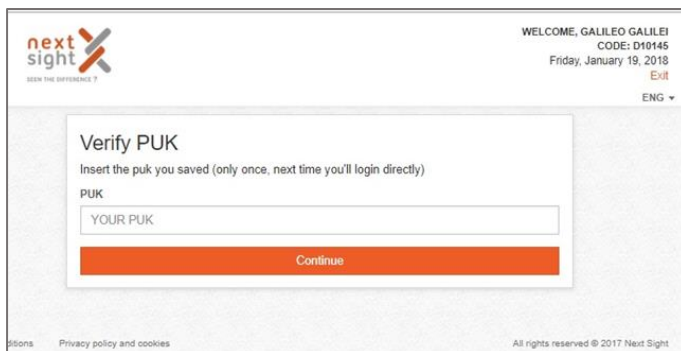 next
sight
SEEN THE DIFFERENCE ?
WELCOME, GALILEO GALILEI
CODE: D10145
Friday, January 19, 2018
Exit
ENG
Verify PUK
Insert the puk you saved (only once, next time you'll login directly)
PUK
YOUR PUK
Continue
ditions Privacy policy and cookies All rights reserved © 2017 Next Sight